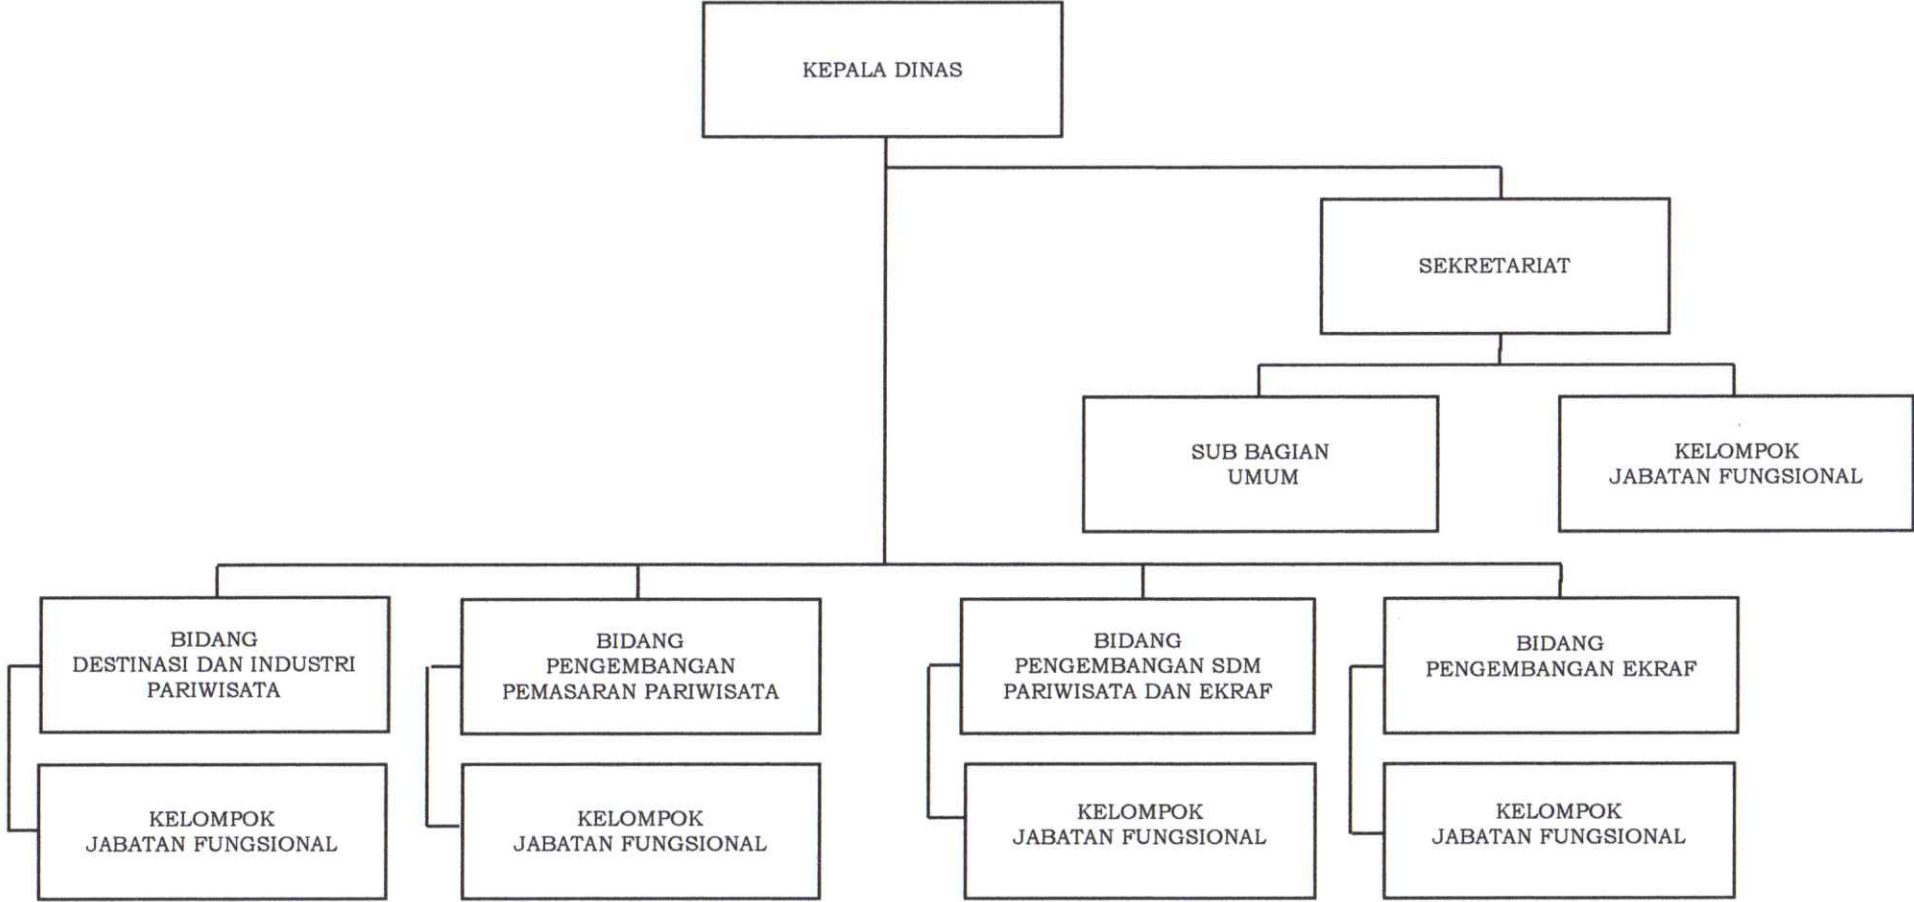 KEPALA DINAS
SEKRETARIAT
SUB BAGIAN
UMUM
KELOMPOK
JABATAN FUNGSIONAL
BIDANG
DESTINASI DAN INDUSTRI
PARIWISATA
BIDANG
PENGEMBANGAN
PEMASARAN PARIWISATA
BIDANG
PENGEMBANGAN SDM
PARIWISATA DAN EKRAF
BIDANG
PENGEMBANGAN EKRAF
KELOMPOK
JABATAN FUNGSIONAL
KELOMPOK
JABATAN FUNGSIONAL
KELOMPOK
JABATAN FUNGSIONAL
KELOMPOK
JABATAN FUNGSIONAL